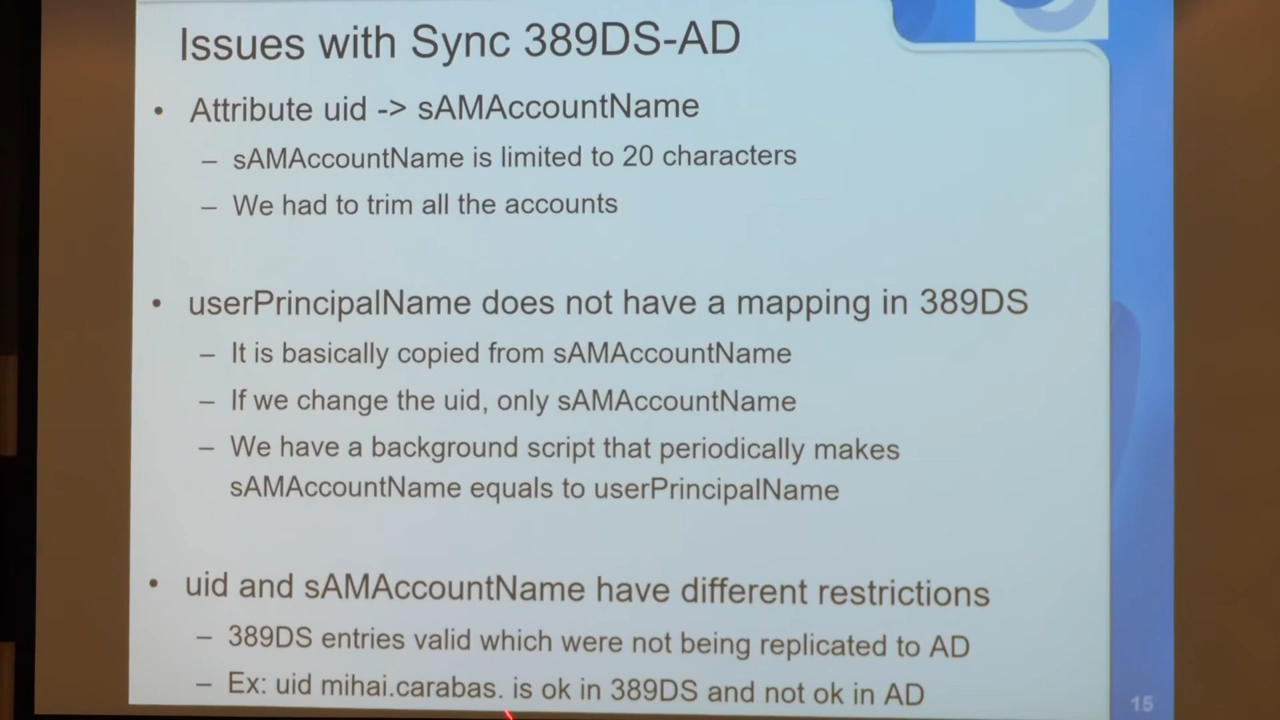 Issues with Sync 389DS-AD
• Attribute uid -> sAMAccountName
– sAMAccountName is limited to 20 characters
– We had to trim all the accounts
• userPrincipalName does not have a mapping in 389DS
– It is basically copied from sAMAccountName
– If we change the uid, only sAMAccountName
– We have a background script that periodically makes
sAMAccountName equals to userPrincipalName
• uid and sAMAccountName have different restrictions
– 389DS entries valid which were not being replicated to AD
– Ex: uid mihai.carabas. is ok in 389DS and not ok in AD
15